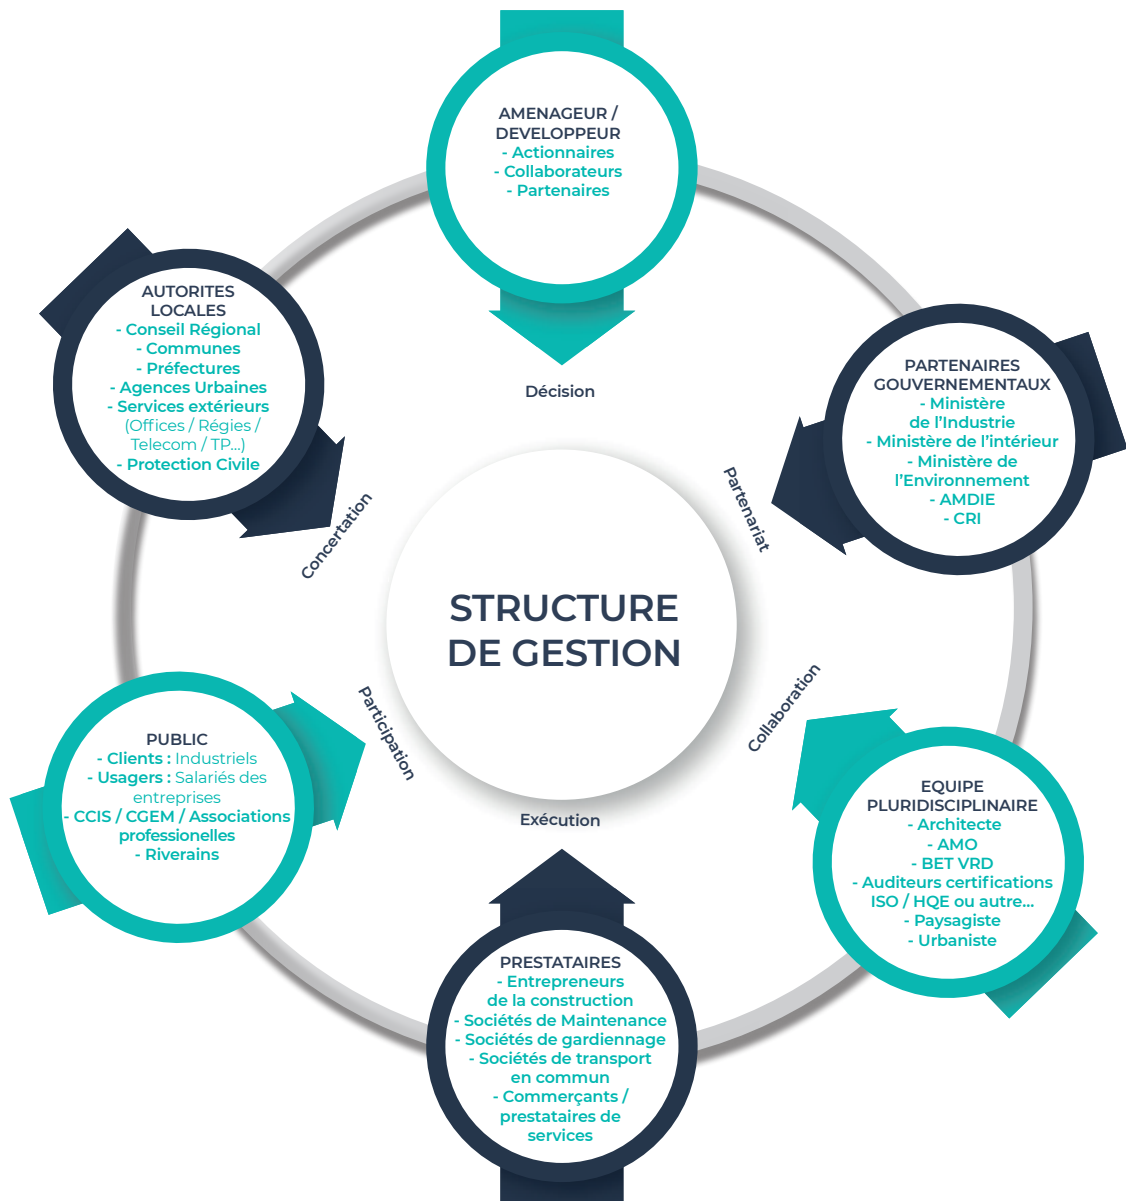 AMENAGEUR /
DEVELOPPEUR
- Actionnaires
- Collaborateurs
- Partenaires
Décision
PARTENAIRES
GOUVERNEMENTAUX
- Ministère
de l’Industrie
- Ministère de l’intérieur
- Ministère de
l’Environnement
- AMDIE
- CRI
Partenariat
EQUIPE
PLURIDISCIPLINAIRE
- Architecte
- AMO
- BET VRD
- Auditeurs certifications
ISO / HQE ou autre...
- Paysagiste
- Urbaniste
Collaboration
PRESTATAIRES
- Entrepreneurs
de la construction
- Sociétés de Maintenance
- Sociétés de gardiennage
- Sociétés de transport
en commun
- Commerçants /
prestataires de
services
Exécution
PUBLIC
- Clients : Industriels
- Usagers : Salariés des
entreprises
- CCIS / CGEM / Associations
professionelles
- Riverains
Participation
AUTORITES
LOCALES
- Conseil Régional
- Communes
- Préfectures
- Agences Urbaines
- Services extérieurs
(Offices / Régies /
Telecom / TP...)
- Protection Civile
Concertation
STRUCTURE
DE GESTION